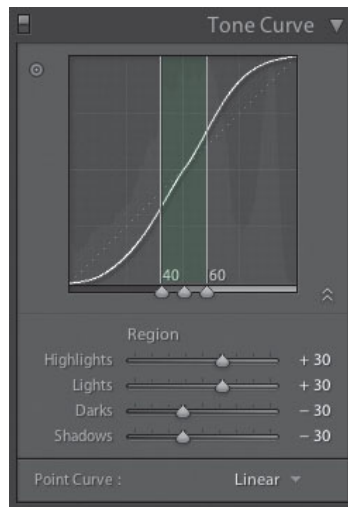 Tone Curve
40 60
Region
Highlights + 30
Lights + 30
Darks − 30
Shadows − 30
Point Curve : Linear